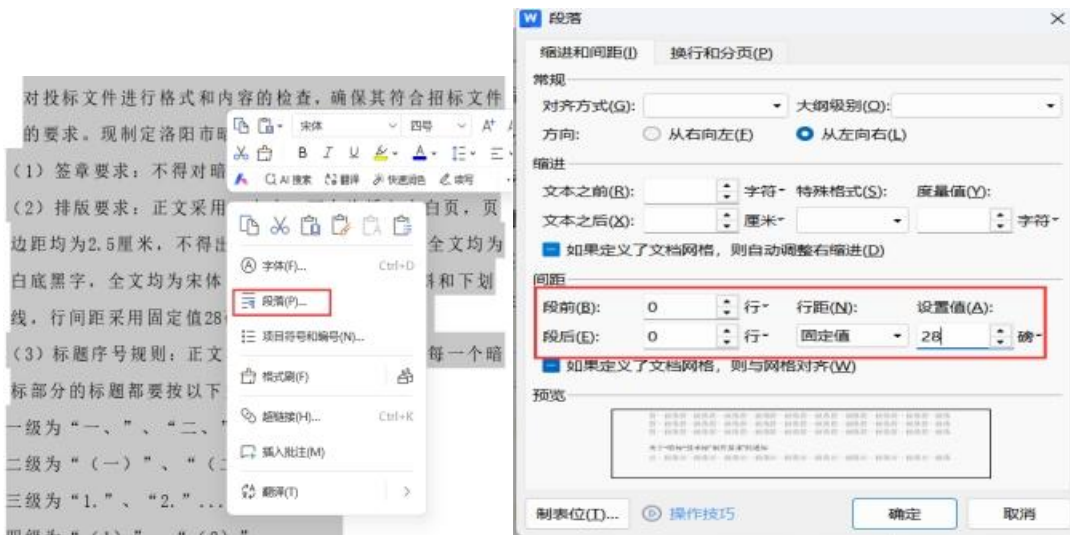 对投标文件进行格式和内容的检查，确保其符合招标文件
的要求。现制定洛阳市暗
（1）签章要求：不得对暗
（2）排版要求：正文采用
白页，页
边距均为2.5厘米，不得出
全文均为
白底黑字，全文均为宋体
和下划
线，行间距采用固定值28
（3）标题序号规则：正文
每一个暗
标部分的标题都要按以下
一级为“一、”、“二、”
二级为“（一）”、“（二
三级为“1.”、“2.”...
宋体 四号 A+
B I U A
AI 搜索 翻译 快速润色 续写
字体(F)... Ctrl+D
段落(P)...
项目符号和编号(N)...
格式刷(F)
超链接(H)... Ctrl+K
插入批注(M)
翻译(T)
W 段落
缩进和间距(I) 换行和分页(P)
常规
对齐方式(G): 大纲级别(O):
方向: 从右向左(F) 从左向右(L)
缩进
文本之前(R): 字符 特殊格式(S): 度量值(Y):
文本之后(X): 厘米 字符
如果定义了文档网格，则自动调整右缩进(D)
间距
段前(B): 0 行 行距(N): 设置值(A):
段后(E): 0 行 固定值 28 磅
如果定义了文档网格，则与网格对齐(W)
预览
制表位(T)... 操作技巧 确定 取消